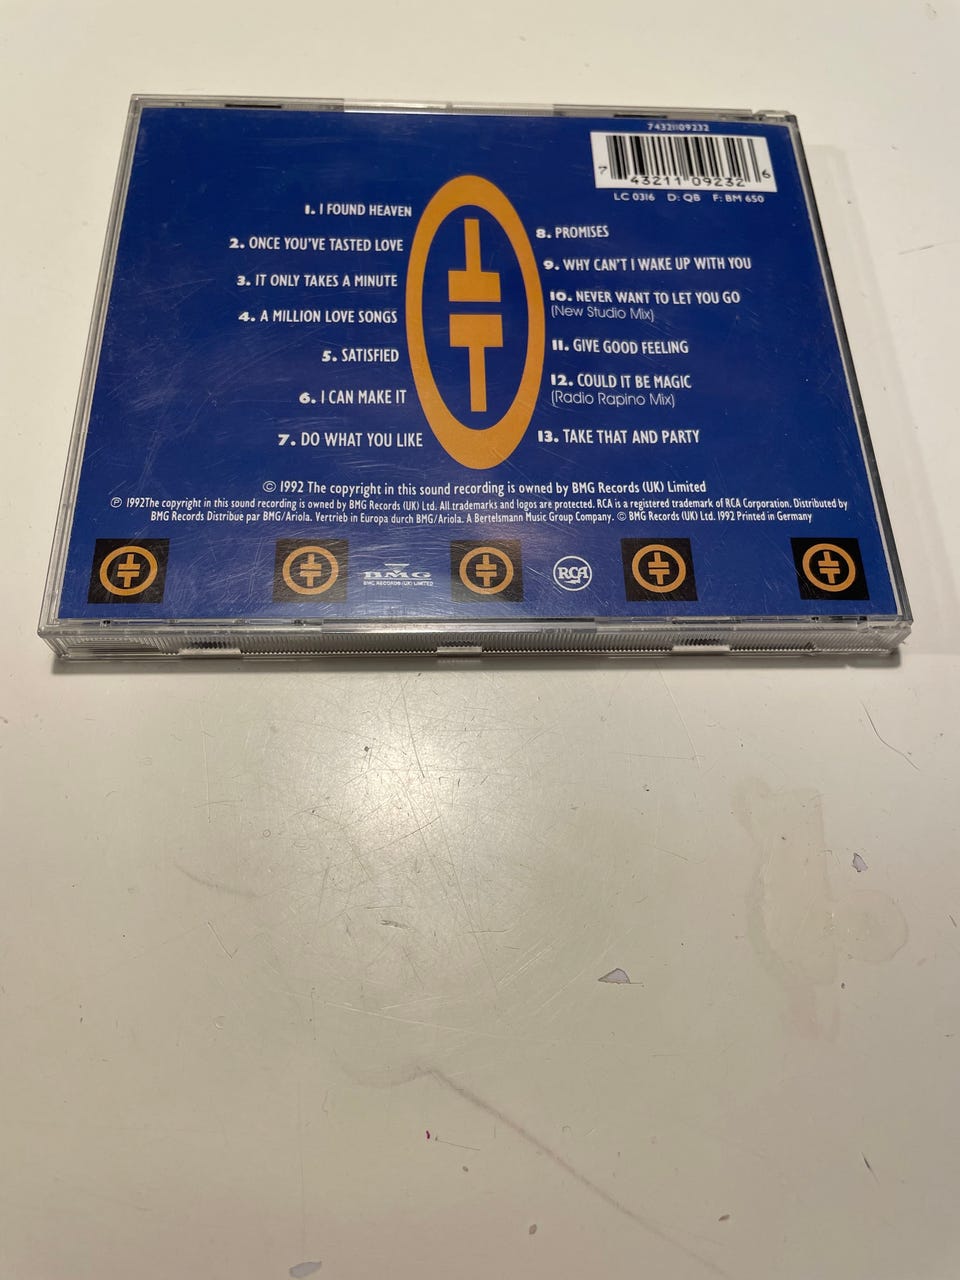 74321109232
7 43211 09232 6
LC 0316 D: QB F: BM 650
1. I FOUND HEAVEN
2. ONCE YOU'VE TASTED LOVE
3. IT ONLY TAKES A MINUTE
4. A MILLION LOVE SONGS
5. SATISFIED
6. I CAN MAKE IT
7. DO WHAT YOU LIKE
8. PROMISES
9. WHY CAN'T I WAKE UP WITH YOU
10. NEVER WANT TO LET YOU GO
(New Studio Mix)
11. GIVE GOOD FEELING
12. COULD IT BE MAGIC
(Radio Rapino Mix)
13. TAKE THAT AND PARTY
© 1992 The copyright in this sound recording is owned by BMG Records (UK) Limited
℗ 1992The copyright in this sound recording is owned by BMG Records (UK) Ltd. All trademarks and logos are protected. RCA is a registered trademark of RCA Corporation. Distributed by
BMG Records Distribue par BMG/Ariola. Vertrieb in Europa durch BMG/Ariola. A Bertelsmann Music Group Company. © BMG Records (UK) Ltd. 1992 Printed in Germany
BMG
BMG RECORDS (UK) LIMITED
RCA